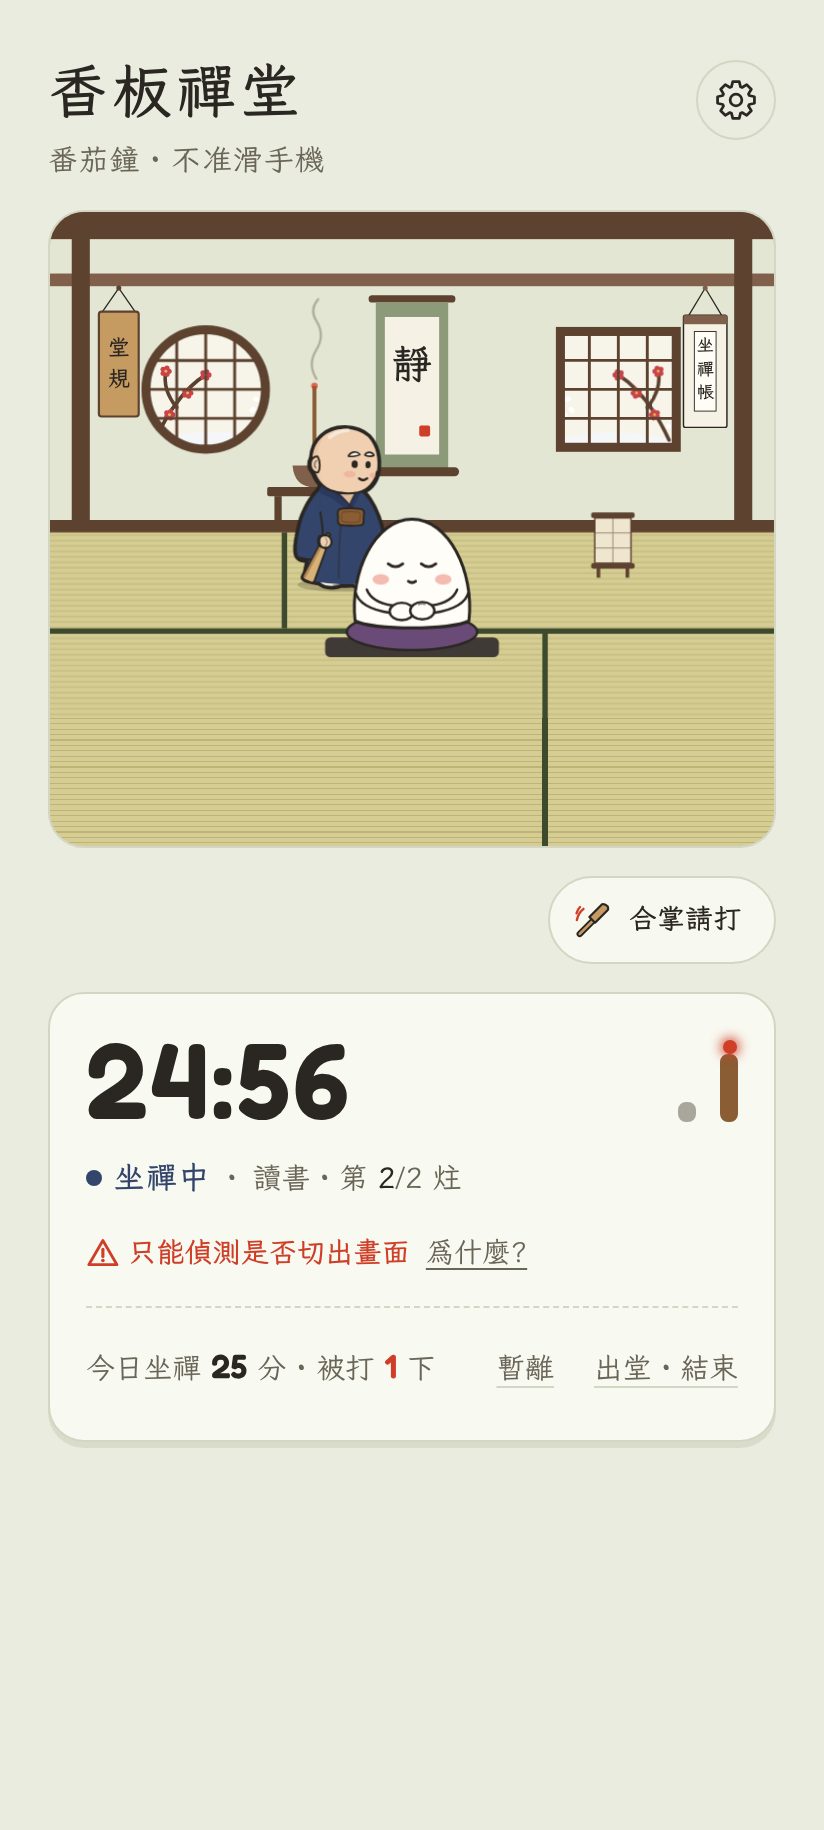 香板禪堂
番茄鐘・不准滑手機
堂規
靜
坐禪帳
合掌請打
24:56
坐禪中・讀書・第 2/2 炷
只能偵測是否切出畫面 為什麼?
今日坐禪 25 分・被打 1 下 暫離 出堂・結束